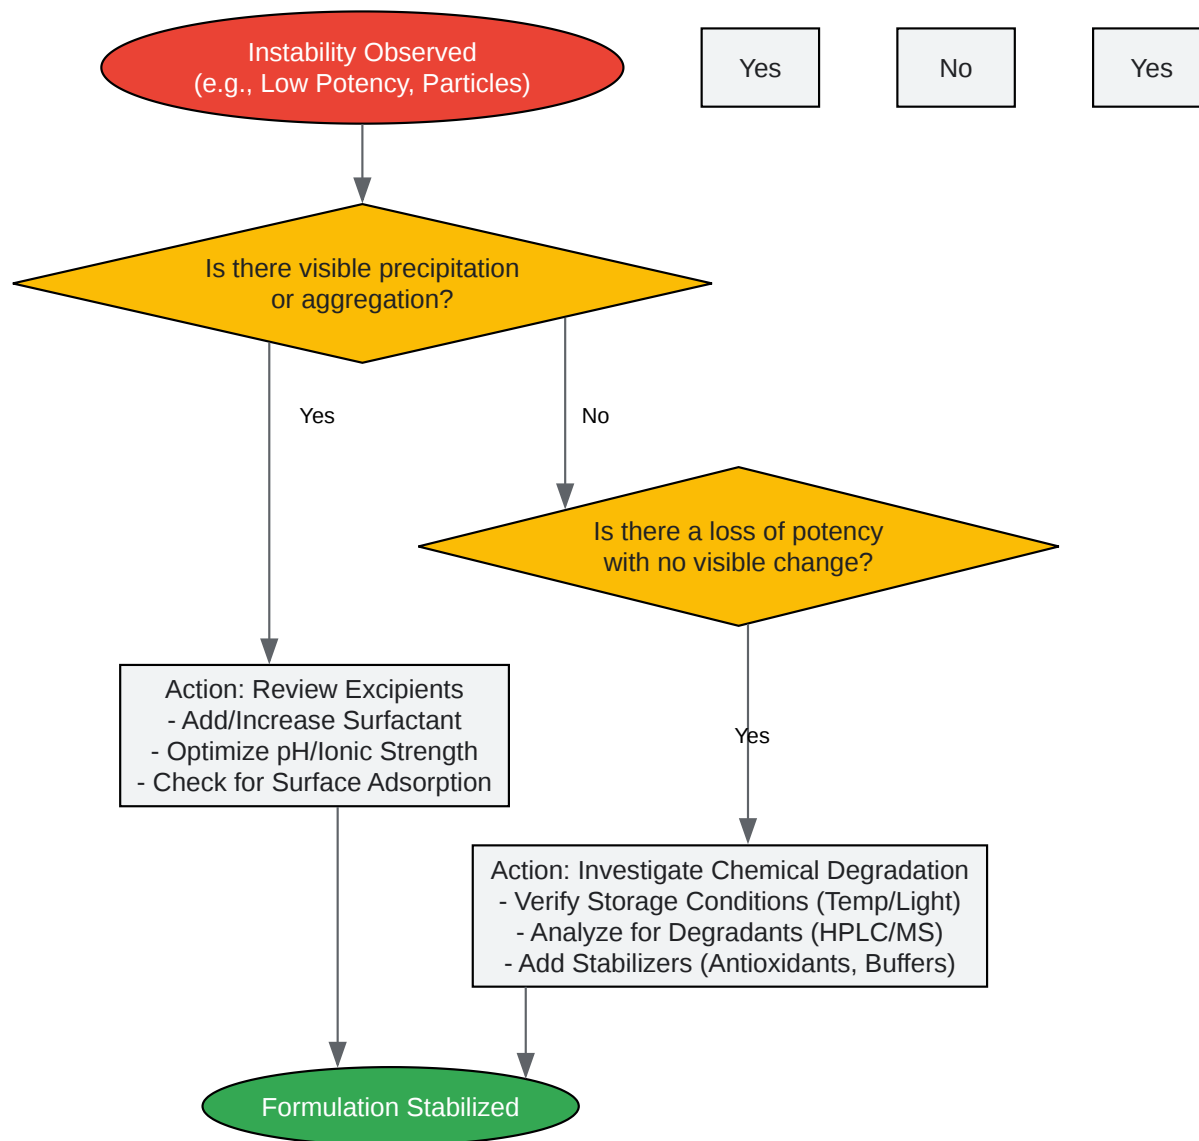 Instability Observed
(e.g., Low Potency, Particles)
Yes
No
Yes
Is there visible precipitation
or aggregation?
Yes
No
Is there a loss of potency
with no visible change?
Action: Review Excipients
- Add/Increase Surfactant
- Optimize pH/Ionic Strength
- Check for Surface Adsorption
Yes
Action: Investigate Chemical Degradation
- Verify Storage Conditions (Temp/Light)
- Analyze for Degradants (HPLC/MS)
- Add Stabilizers (Antioxidants, Buffers)
Formulation Stabilized